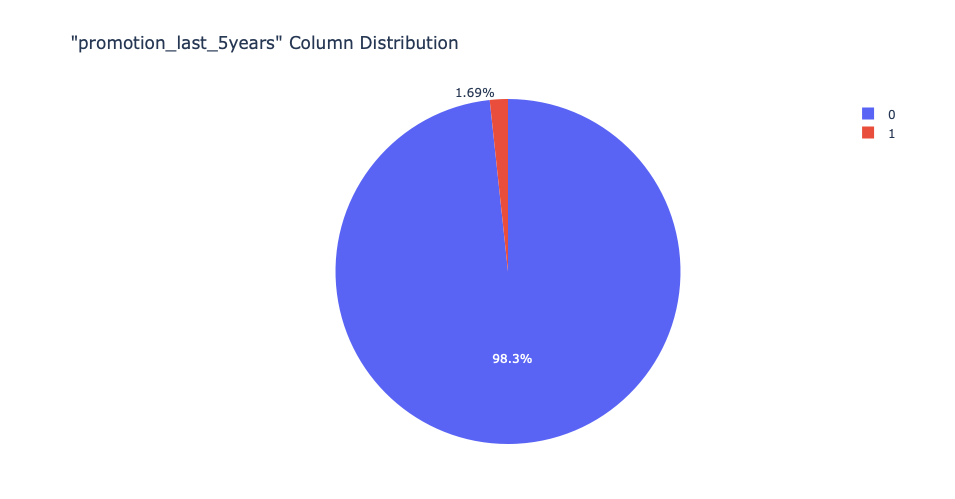 "promotion_last_5years" Column Distribution
1.69%
0
1
98.3%